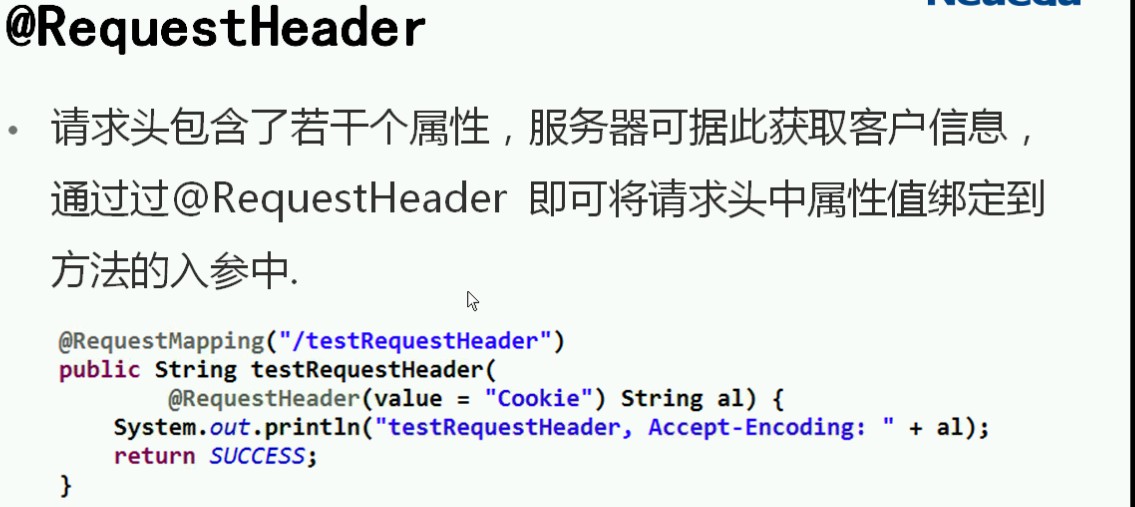 @RequestHeader
• 请求头包含了若干个属性，服务器可据此获取客户信息，
通过过@RequestHeader 即可将请求头中属性值绑定到
方法的入参中.
@RequestMapping("/testRequestHeader")
public String testRequestHeader(
@RequestHeader(value = "Cookie") String al) {
System.out.println("testRequestHeader, Accept-Encoding: " + al);
return SUCCESS;
}